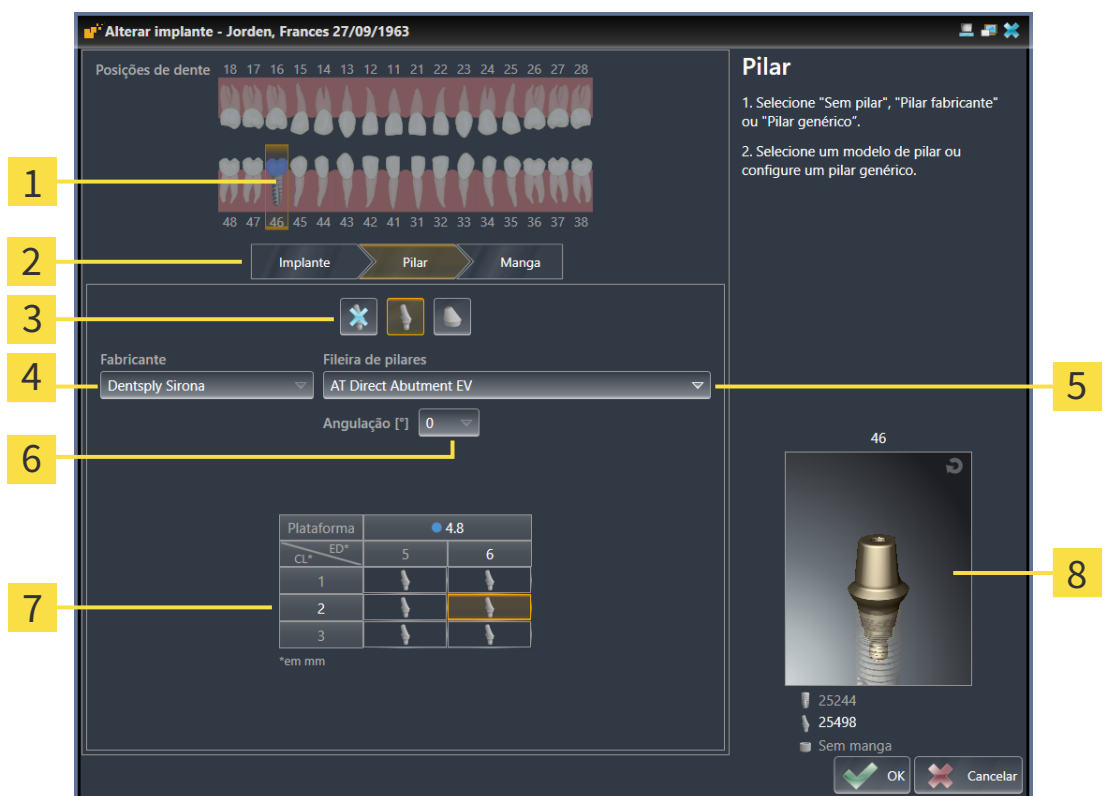 Alterar implante - Jorden, Frances 27/09/1963
Posições de dente 18 17 16 15 14 13 12 11 21 22 23 24 25 26 27 28
48 47 46 45 44 43 42 41 31 32 33 34 35 36 37 38
1
2
Implante Pilar Manga
3
Fabricante Fileira de pilares
4
Dentsply Sirona AT Direct Abutment EV
5
Angulação [°] 0
6
Plataforma 4.8
CL* ED* 5 6
1
2
3
7
*em mm
Pilar
1. Selecione "Sem pilar", "Pilar fabricante"
ou "Pilar genérico".
2. Selecione um modelo de pilar ou
configure um pilar genérico.
46
8
25244
25498
Sem manga
OK Cancelar